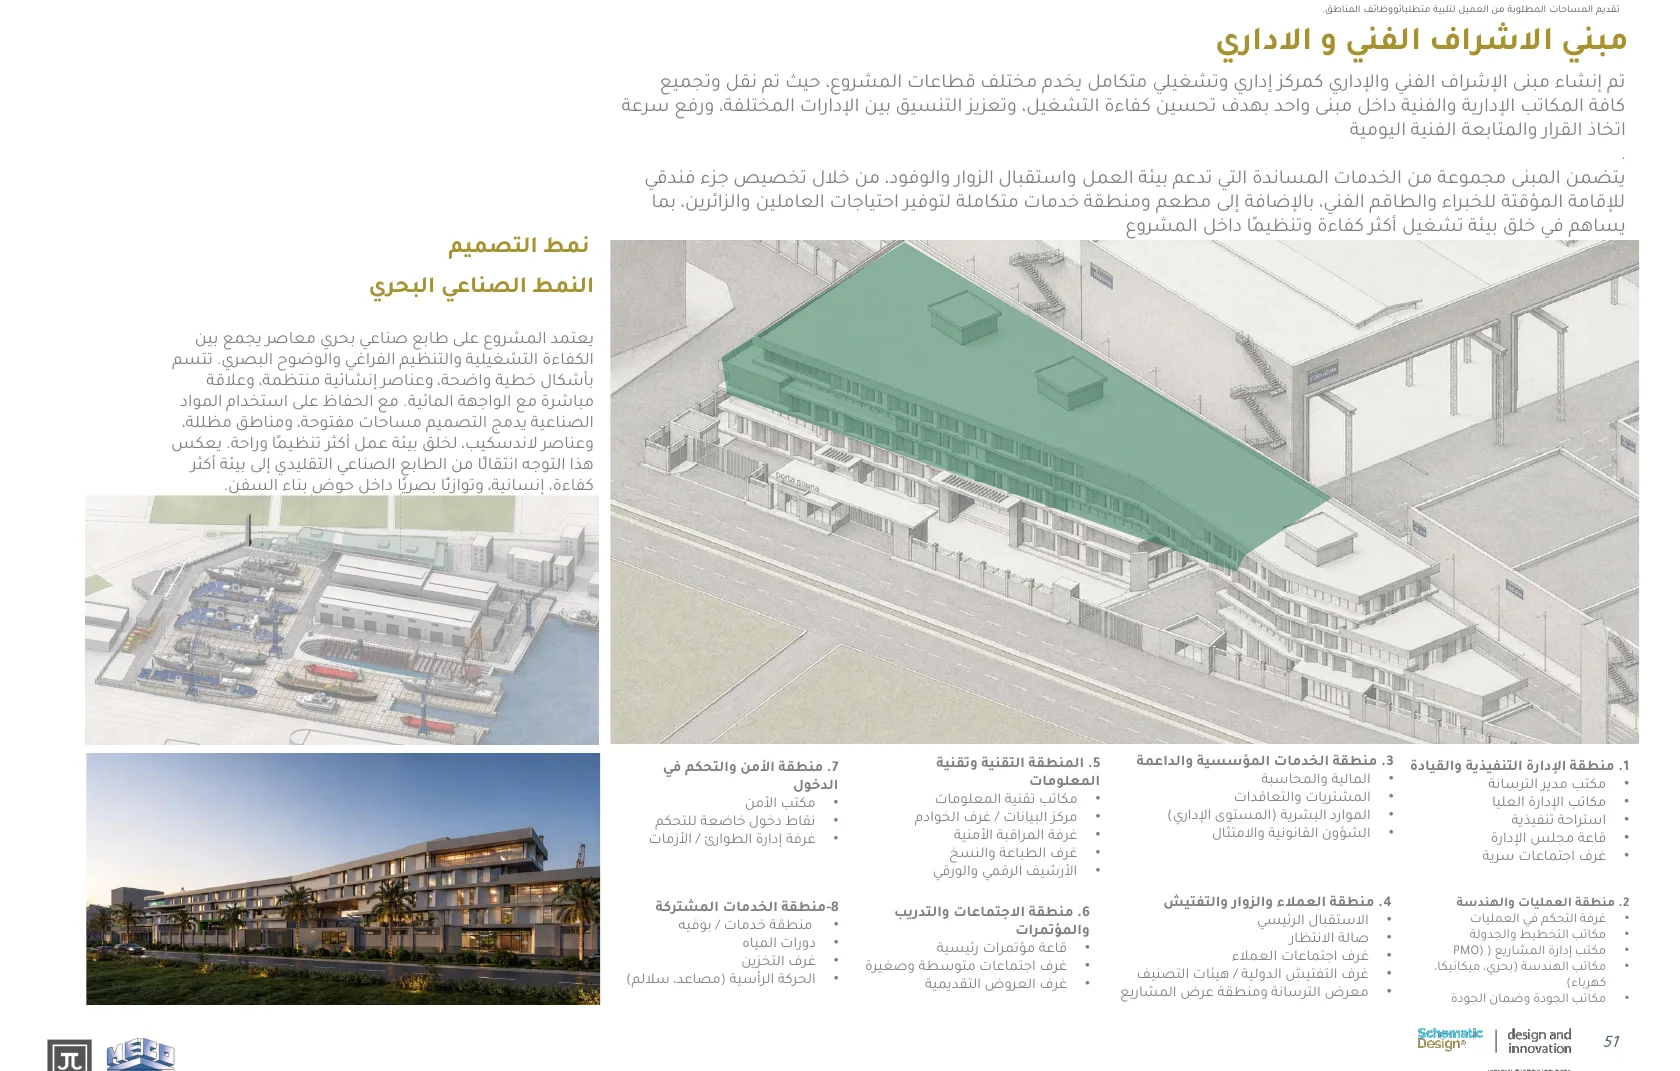 تقديم المساحات المطلوبة من العميل لتلبية متطلباتووظائف المناطق.
مبني الاشراف الفني و الاداري
تم إنشاء مبنى الإشراف الفني والإداري كمركز إداري وتشغيلي متكامل يخدم مختلف قطاعات المشروع، حيث تم نقل وتجميع
كافة المكاتب الإدارية والفنية داخل مبنى واحد بهدف تحسين كفاءة التشغيل، وتعزيز التنسيق بين الإدارات المختلفة، ورفع سرعة
اتخاذ القرار والمتابعة الفنية اليومية
.
يتضمن المبنى مجموعة من الخدمات المساندة التي تدعم بيئة العمل واستقبال الزوار والوفود، من خلال تخصيص جزء فندقي
للإقامة المؤقتة للخبراء والطاقم الفني، بالإضافة إلى مطعم ومنطقة خدمات متكاملة لتوفير احتياجات العاملين والزائرين، بما
يساهم في خلق بيئة تشغيل أكثر كفاءة وتنظيمًا داخل المشروع
نمط التصميم
النمط الصناعي البحري
يعتمد المشروع على طابع صناعي بحري معاصر يجمع بين
الكفاءة التشغيلية والتنظيم الفراغي والوضوح البصري. تتسم
بأشكال خطية واضحة، وعناصر إنشائية منتظمة، وعلاقة
مباشرة مع الواجهة المائية. مع الحفاظ على استخدام المواد
الصناعية يدمج التصميم مساحات مفتوحة، ومناطق مظللة،
وعناصر لاندسكيب، لخلق بيئة عمل أكثر تنظيمًا وراحة. يعكس
هذا التوجه انتقالًا من الطابع الصناعي التقليدي إلى بيئة أكثر
كفاءة، إنسانية، وتوازنًا بصريًا داخل حوض بناء السفن.
1. منطقة الإدارة التنفيذية والقيادة
• مكتب مدير الترسانة
• مكاتب الإدارة العليا
• استراحة تنفيذية
• قاعة مجلس الإدارة
• غرف اجتماعات سرية
2. منطقة العمليات والهندسة
• غرفة التحكم في العمليات
• مكاتب التخطيط والجدولة
• مكتب إدارة المشاريع ( (PMO
• مكاتب الهندسة (بحري، ميكانيكا،
كهرباء)
• مكاتب الجودة وضمان الجودة
3. منطقة الخدمات المؤسسية والداعمة
• المالية والمحاسبة
• المشتريات والتعاقدات
• الموارد البشرية (المستوى الإداري)
• الشؤون القانونية والامتثال
4. منطقة العملاء والزوار والتفتيش
• الاستقبال الرئيسي
• صالة الانتظار
• غرف اجتماعات العملاء
• غرف التفتيش الدولية / هيئات التصنيف
• معرض الترسانة ومنطقة عرض المشاريع
5. المنطقة التقنية وتقنية
المعلومات
• مكاتب تقنية المعلومات
• مركز البيانات / غرف الخوادم
• غرفة المراقبة الأمنية
• غرف الطباعة والنسخ
• الأرشيف الرقمي والورقي
6. منطقة الاجتماعات والتدريب
والمؤتمرات
• قاعة مؤتمرات رئيسية
• غرف اجتماعات متوسطة وصغيرة
• غرف العروض التقديمية
7. منطقة الأمن والتحكم في
الدخول
• مكتب الأمن
• نقاط دخول خاضعة للتحكم
• غرفة إدارة الطوارئ / الأزمات
8-منطقة الخدمات المشتركة
• منطقة خدمات / بوفيه
• دورات المياه
• غرف التخزين
• الحركة الرأسية (مصاعد، سلالم)
MECO
Schematic
Design®
design and
innovation
51